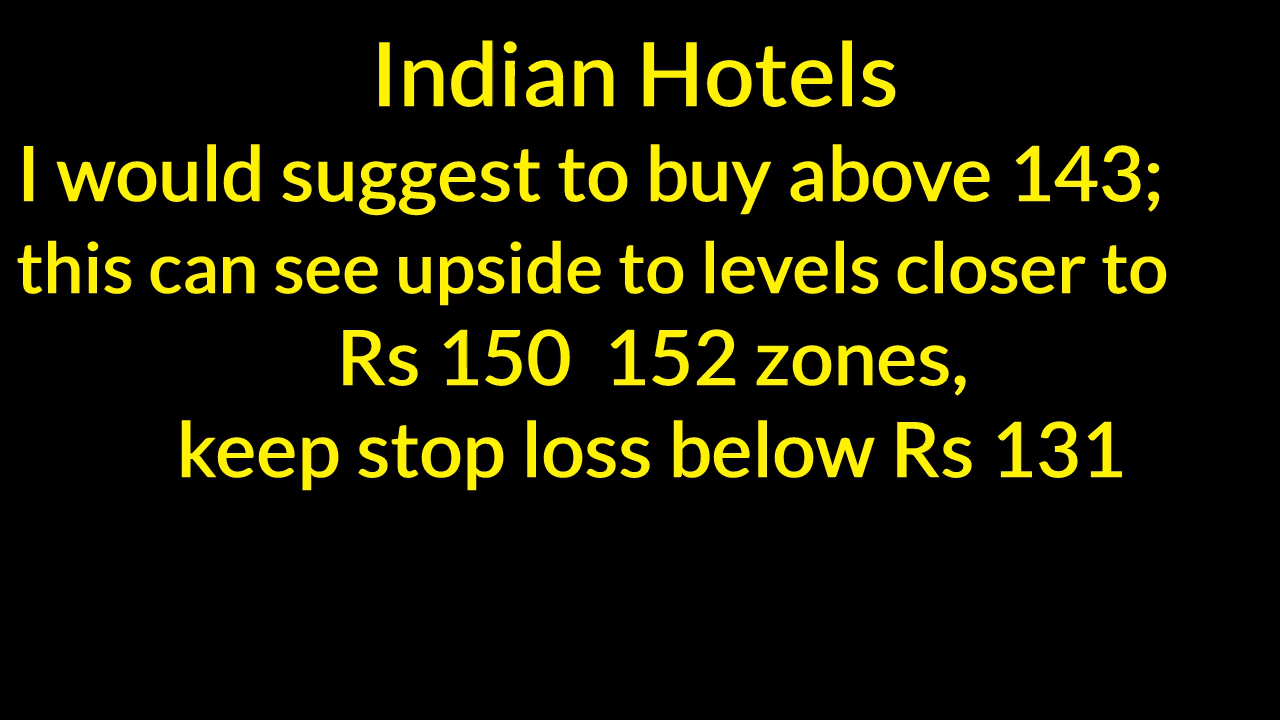 Indian Hotels
I would suggest to buy above 143;
this can see upside to levels closer to
Rs 150  152 zones,
keep stop loss below Rs 131